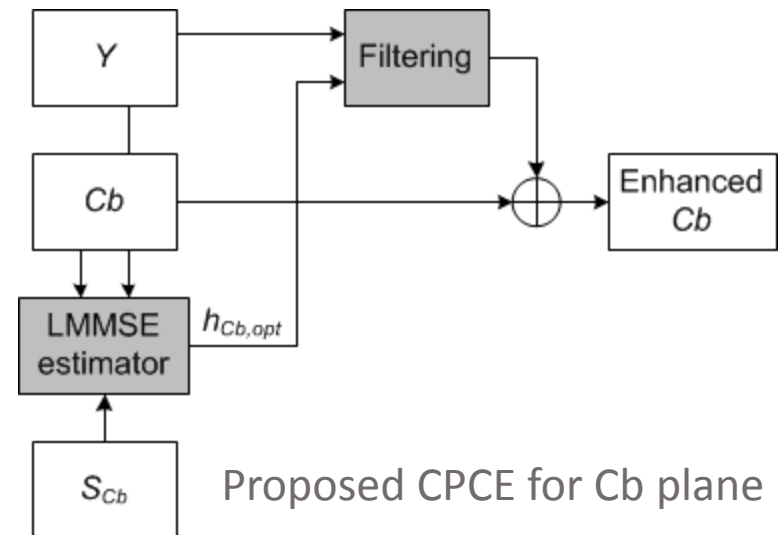 Y
Filtering
Cb
Enhanced
Cb
LMMSE
estimator
hCb,opt
SCb
Proposed CPCE for Cb plane